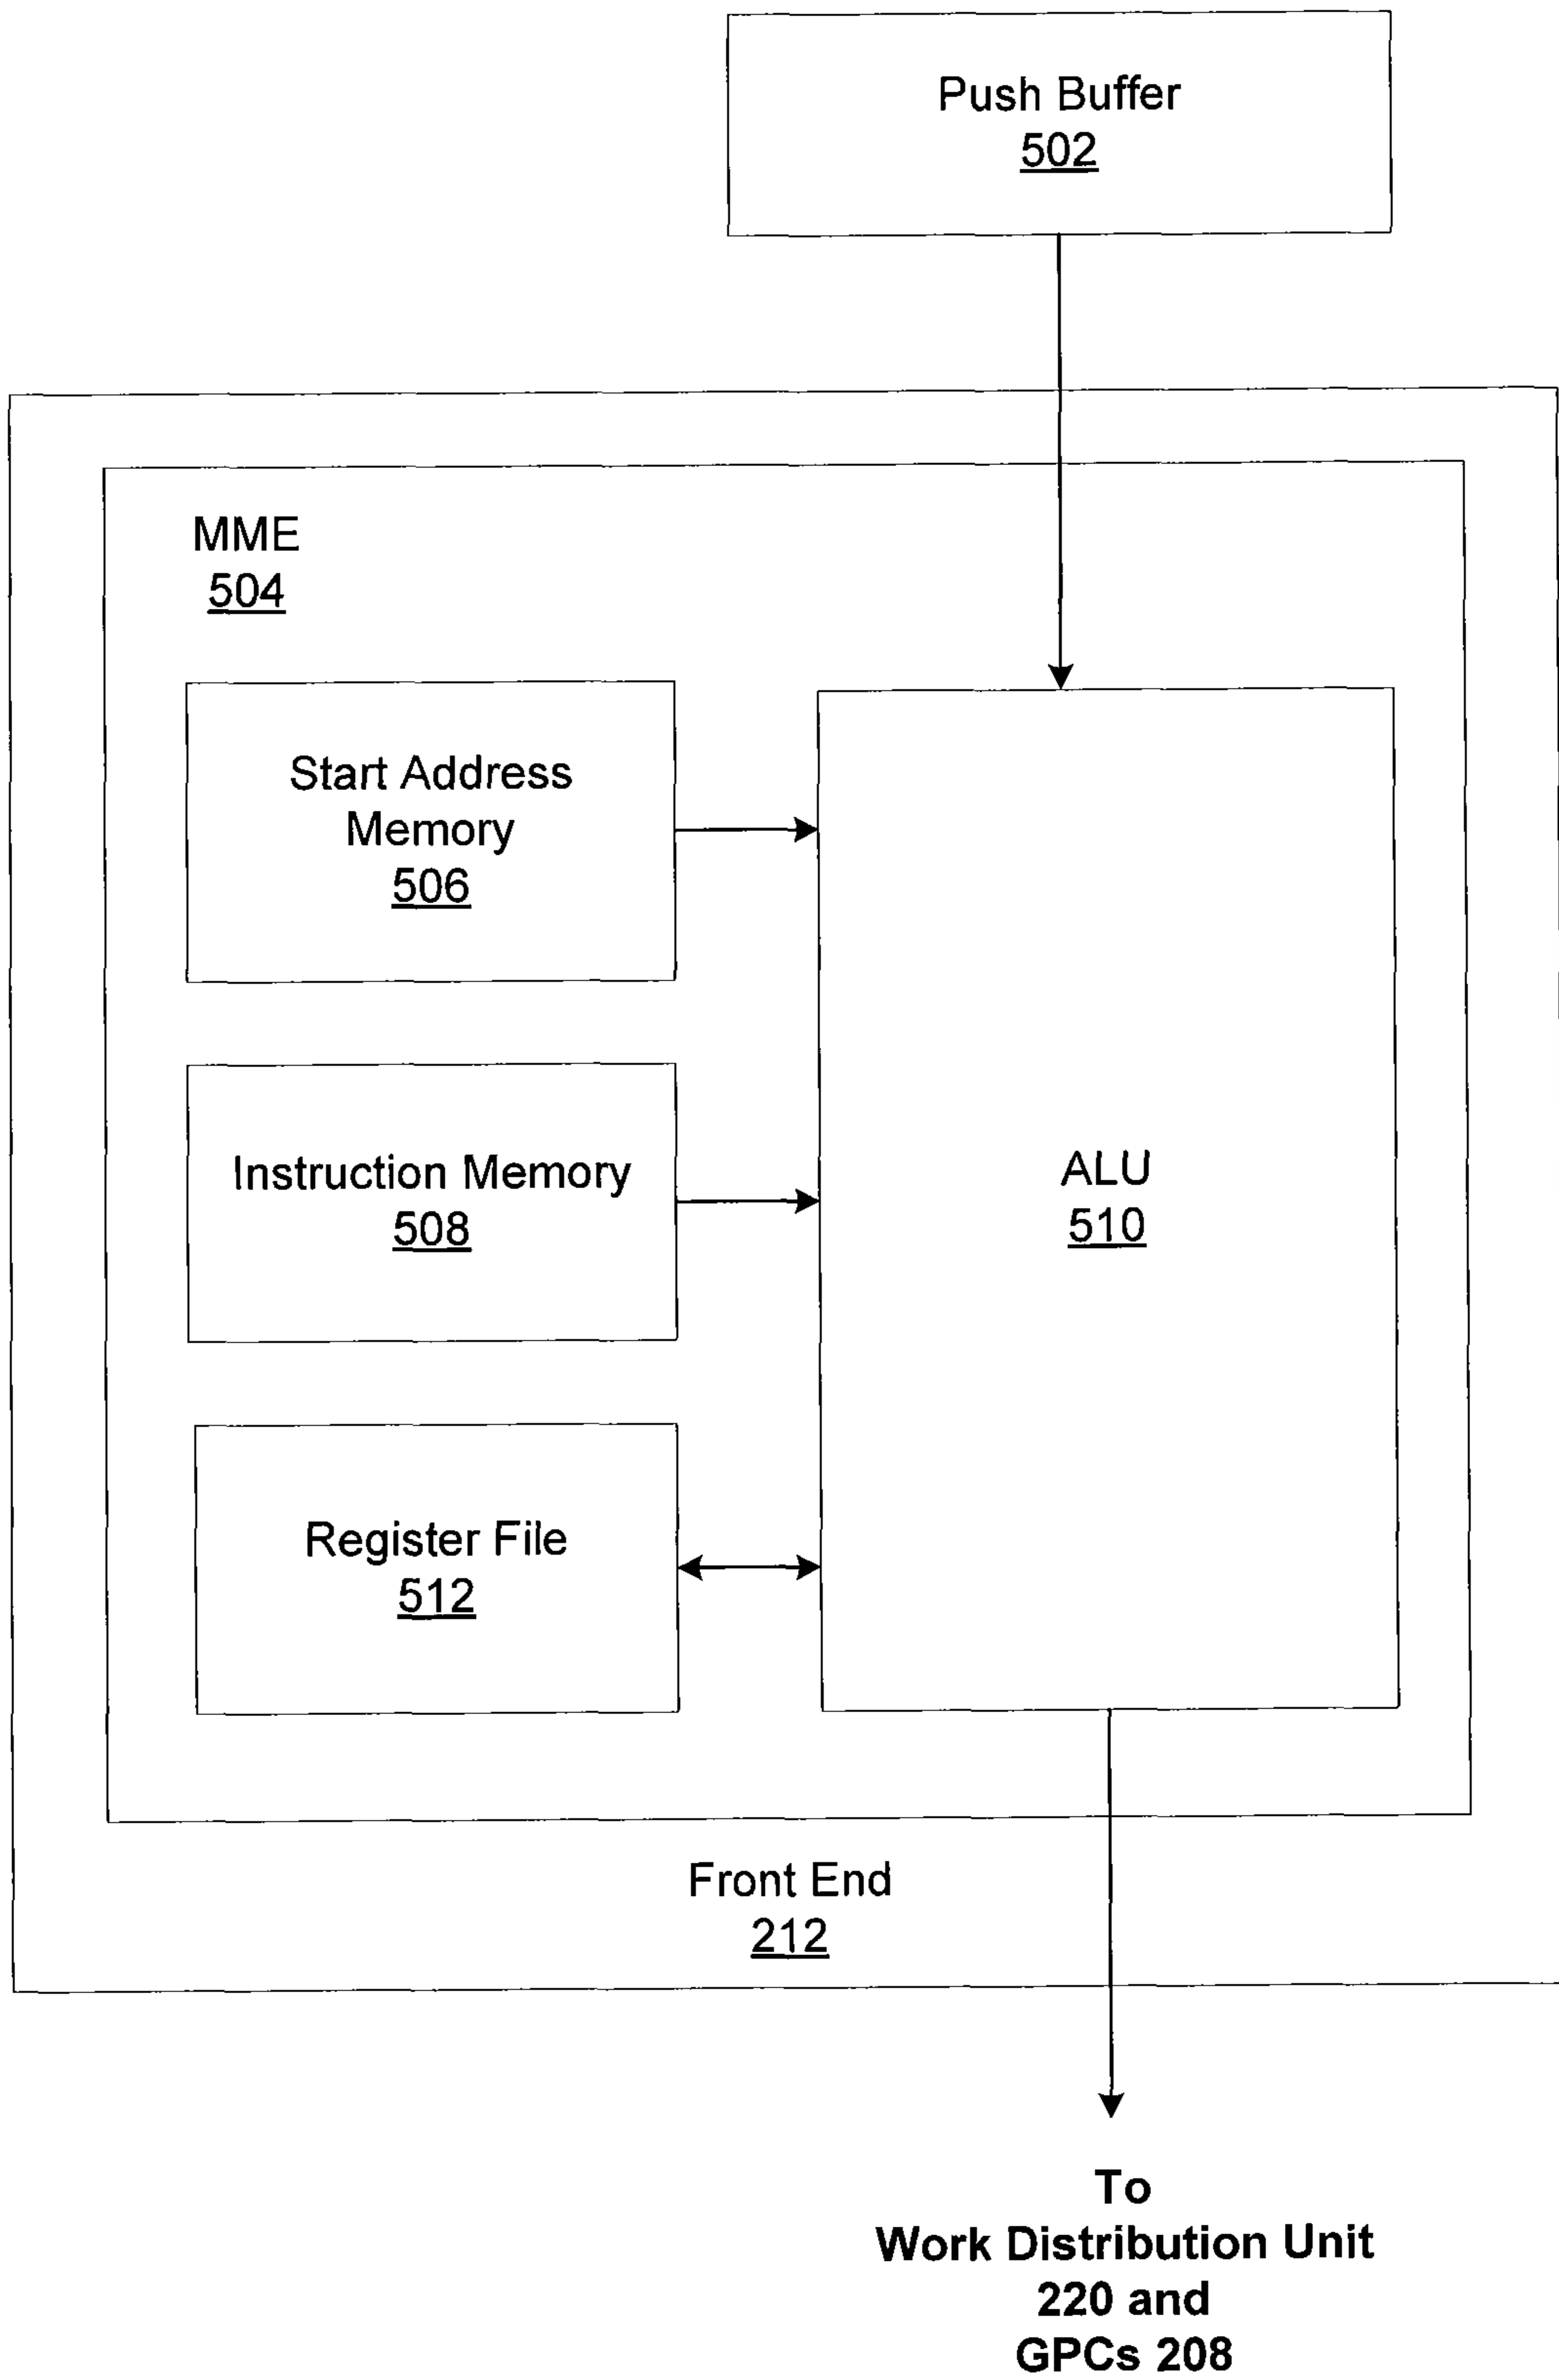 Push Buffer
502
MME
504
Start Address
Memory
506
Instruction Memory
508
ALU
510
Register File
512
Front End
212
To
Work Distribution Unit
220 and
GPCs 208